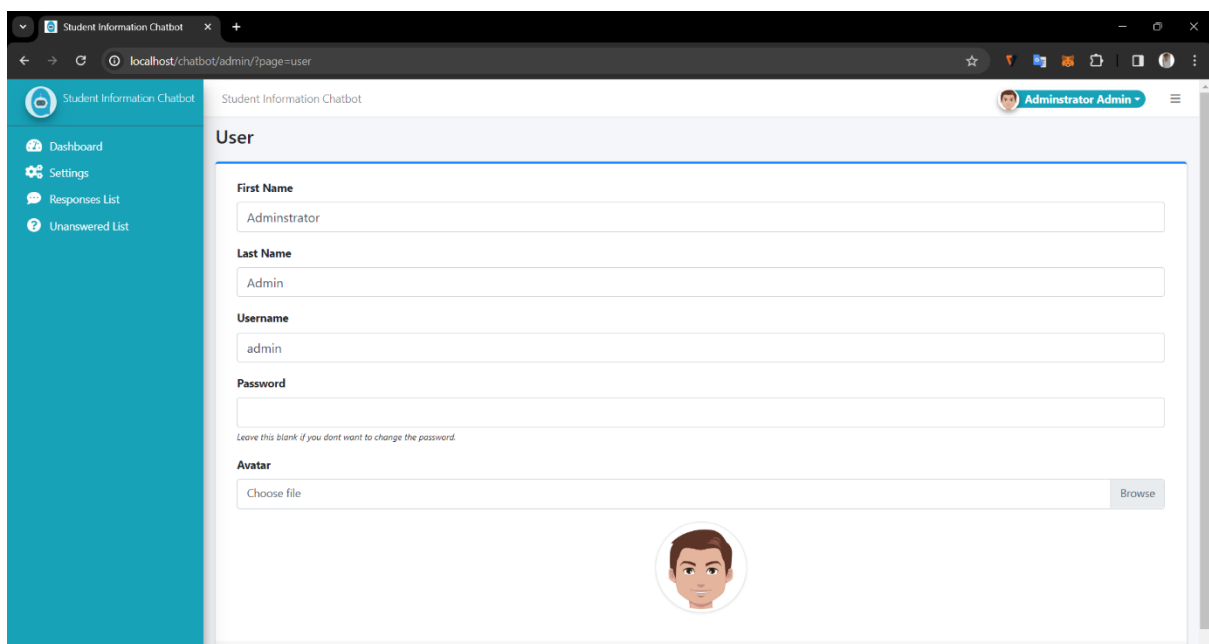 Student Information Chatbot
localhost/chatbot/admin/?page=user
Student Information Chatbot
Student Information Chatbot
Adminstrator Admin
Dashboard
Settings
Responses List
Unanswered List
User
First Name
Adminstrator
Last Name
Admin
Username
admin
Password
Leave this blank if you dont want to change the password.
Avatar
Choose file
Browse